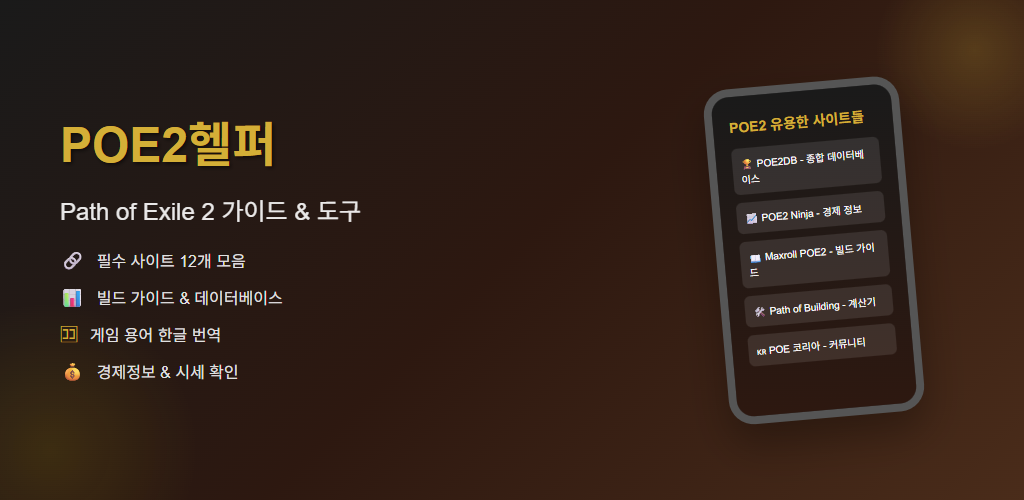 POE2헬퍼
Path of Exile 2 가이드 & 도구
🔗 필수 사이트 12개 모음
📊 빌드 가이드 & 데이터베이스
🈁 게임 용어 한글 번역
💰 경제정보 & 시세 확인
POE2 유용한 사이트들
🏆 POE2DB - 종합 데이터베
이스
📈 POE2 Ninja - 경제 정보
📖 Maxroll POE2 - 빌드 가이
드
🛠 Path of Building - 계산기
KR POE 코리아 - 커뮤니티